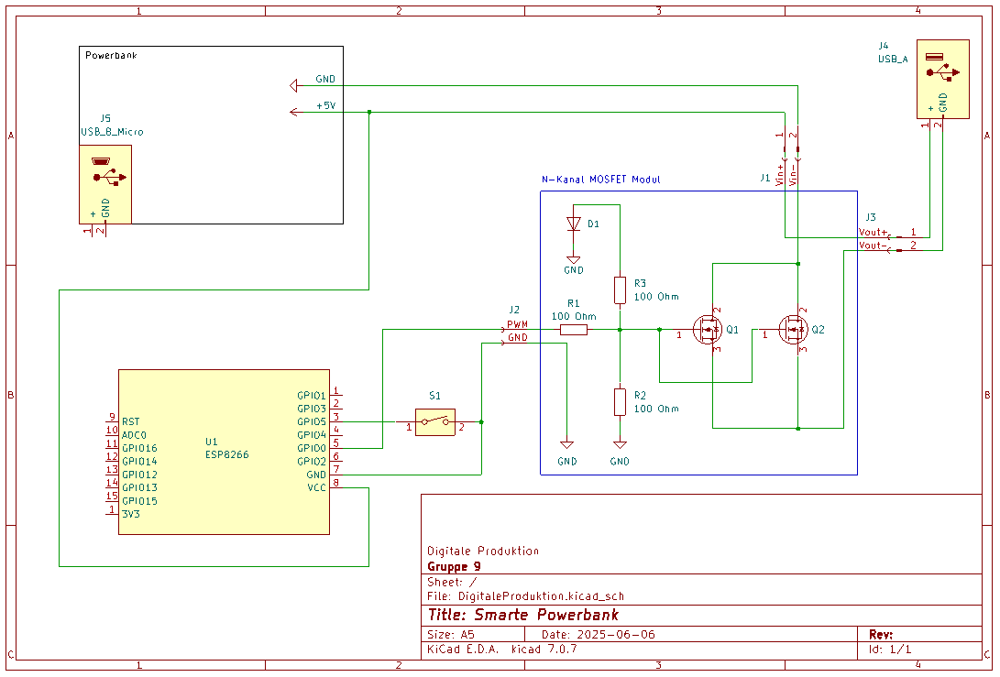 1 2 3 4
J4
USB_A
+
GND
1
2
Powerbank
GND
+5V
J5
USB_B_Micro
+
GND
1
2
A
A
1
2
J1
Vin+
Vin-
N-Kanal MOSFET Modul
D1
GND
J3
Vout+ 1
Vout- 2
R3
100 Ohm
R1
100 Ohm
J2
PWM
GND
2
1 Q1
3
2
1 Q2
3
R2
100 Ohm
GND
GND
B
B
S1
1 2
U1
ESP8266
GPIO1 1
GPIO3 2
GPIO5 3
GPIO4 4
GPIO0 5
GPIO2 6
GND 7
VCC 8
9 RST
10 ADC0
11 GPIO16
12 GPIO14
13 GPIO12
14 GPIO13
15 GPIO15
1 3V3
Digitale Produktion
Gruppe 9
Sheet: /
File: DigitaleProduktion.kicad_sch
Title: Smarte Powerbank
Size: A5 Date: 2025-06-06 Rev:
KiCad E.D.A. kicad 7.0.7 Id: 1/1
C
C
1 2 3 4